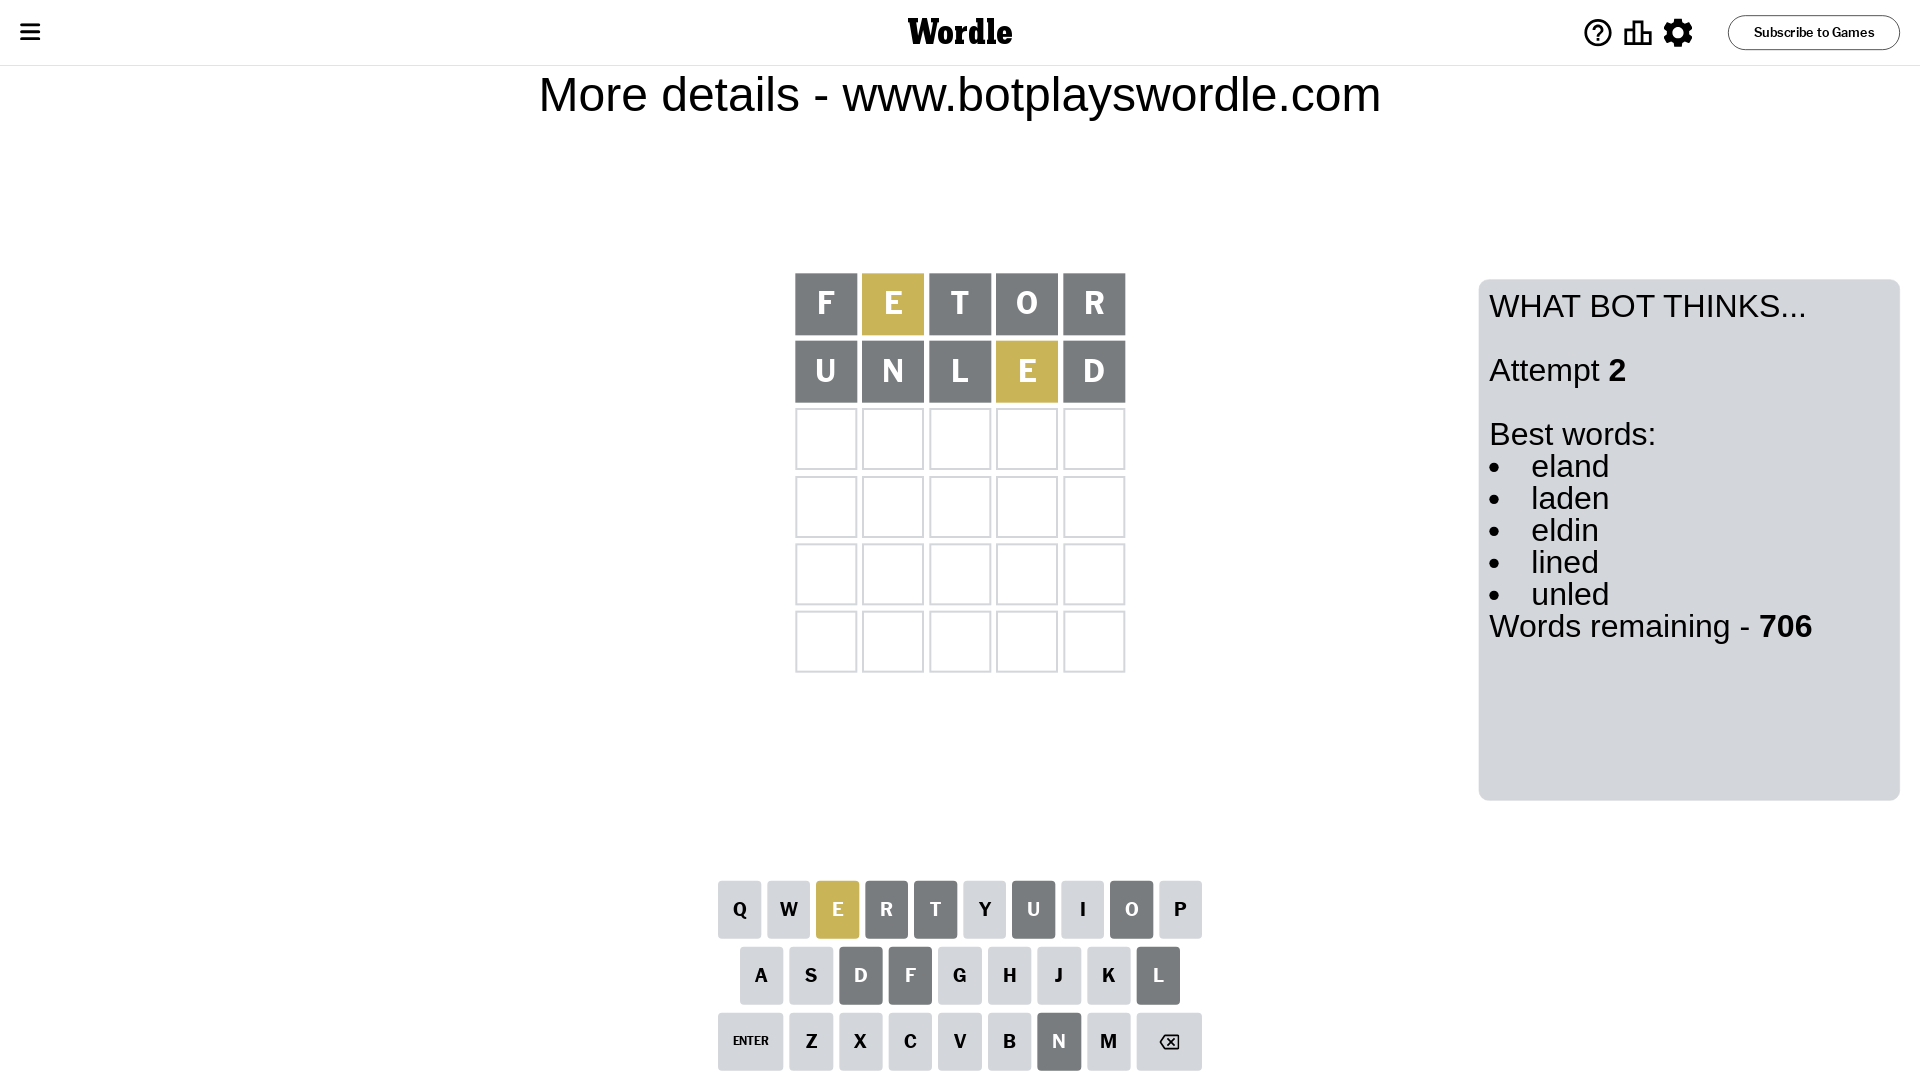 Wordle
Subscribe to Games
More details - www.botplayswordle.com
F E T O R
U N L E D
WHAT BOT THINKS...
Attempt 2
Best words:
• eland
• laden
• eldin
• lined
• unled
Words remaining - 706
Q W E R T Y U I O P
A S D F G H J K L
ENTER Z X C V B N M